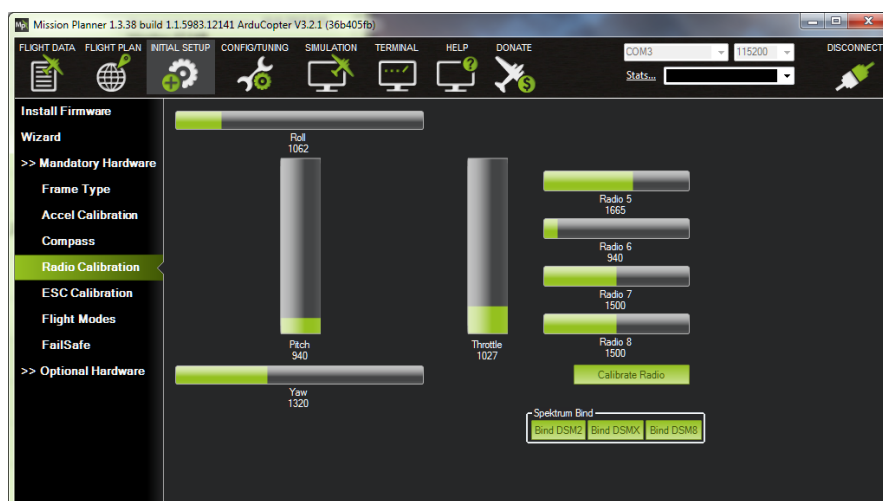 Mission Planner 1.3.38 build 1.1.5983.12141 ArduCopter V3.2.1 (36b405fb)
FLIGHT DATA FLIGHT PLAN INITIAL SETUP CONFIG/TUNING SIMULATION TERMINAL HELP DONATE COM3 115200 DISCONNECT
Stats...
Install Firmware
Wizard
>> Mandatory Hardware
Frame Type
Accel Calibration
Compass
Radio Calibration
ESC Calibration
Flight Modes
FailSafe
>> Optional Hardware
Roll
1062
Pitch
940
Throttle
1027
Yaw
1320
Radio 5
1665
Radio 6
940
Radio 7
1500
Radio 8
1500
Calibrate Radio
Spektrum Bind
Bind DSM2 Bind DSMX Bind DSM8